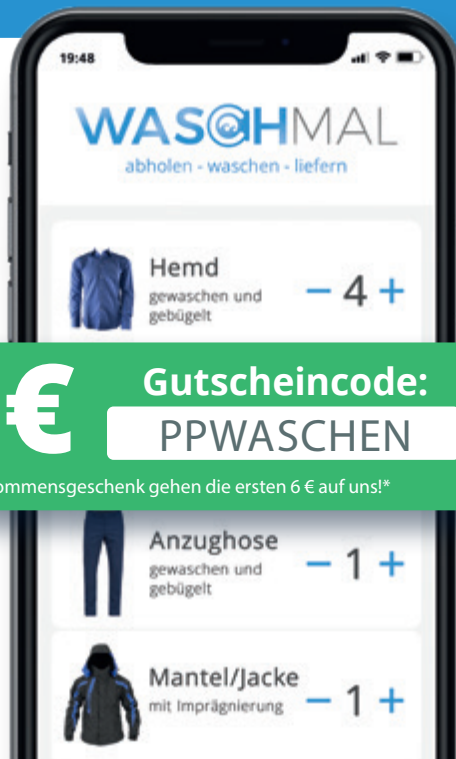 19:48
WASCHMAL
abholen - waschen - liefern
Hemd
gewaschen und
gebügelt
− 4 +
€
Gutscheincode:
PPWASCHEN
ommensgeschenk gehen die ersten 6 € auf uns!*
Anzughose
gewaschen und
gebügelt
− 1 +
Mantel/Jacke
mit Imprägnierung
− 1 +